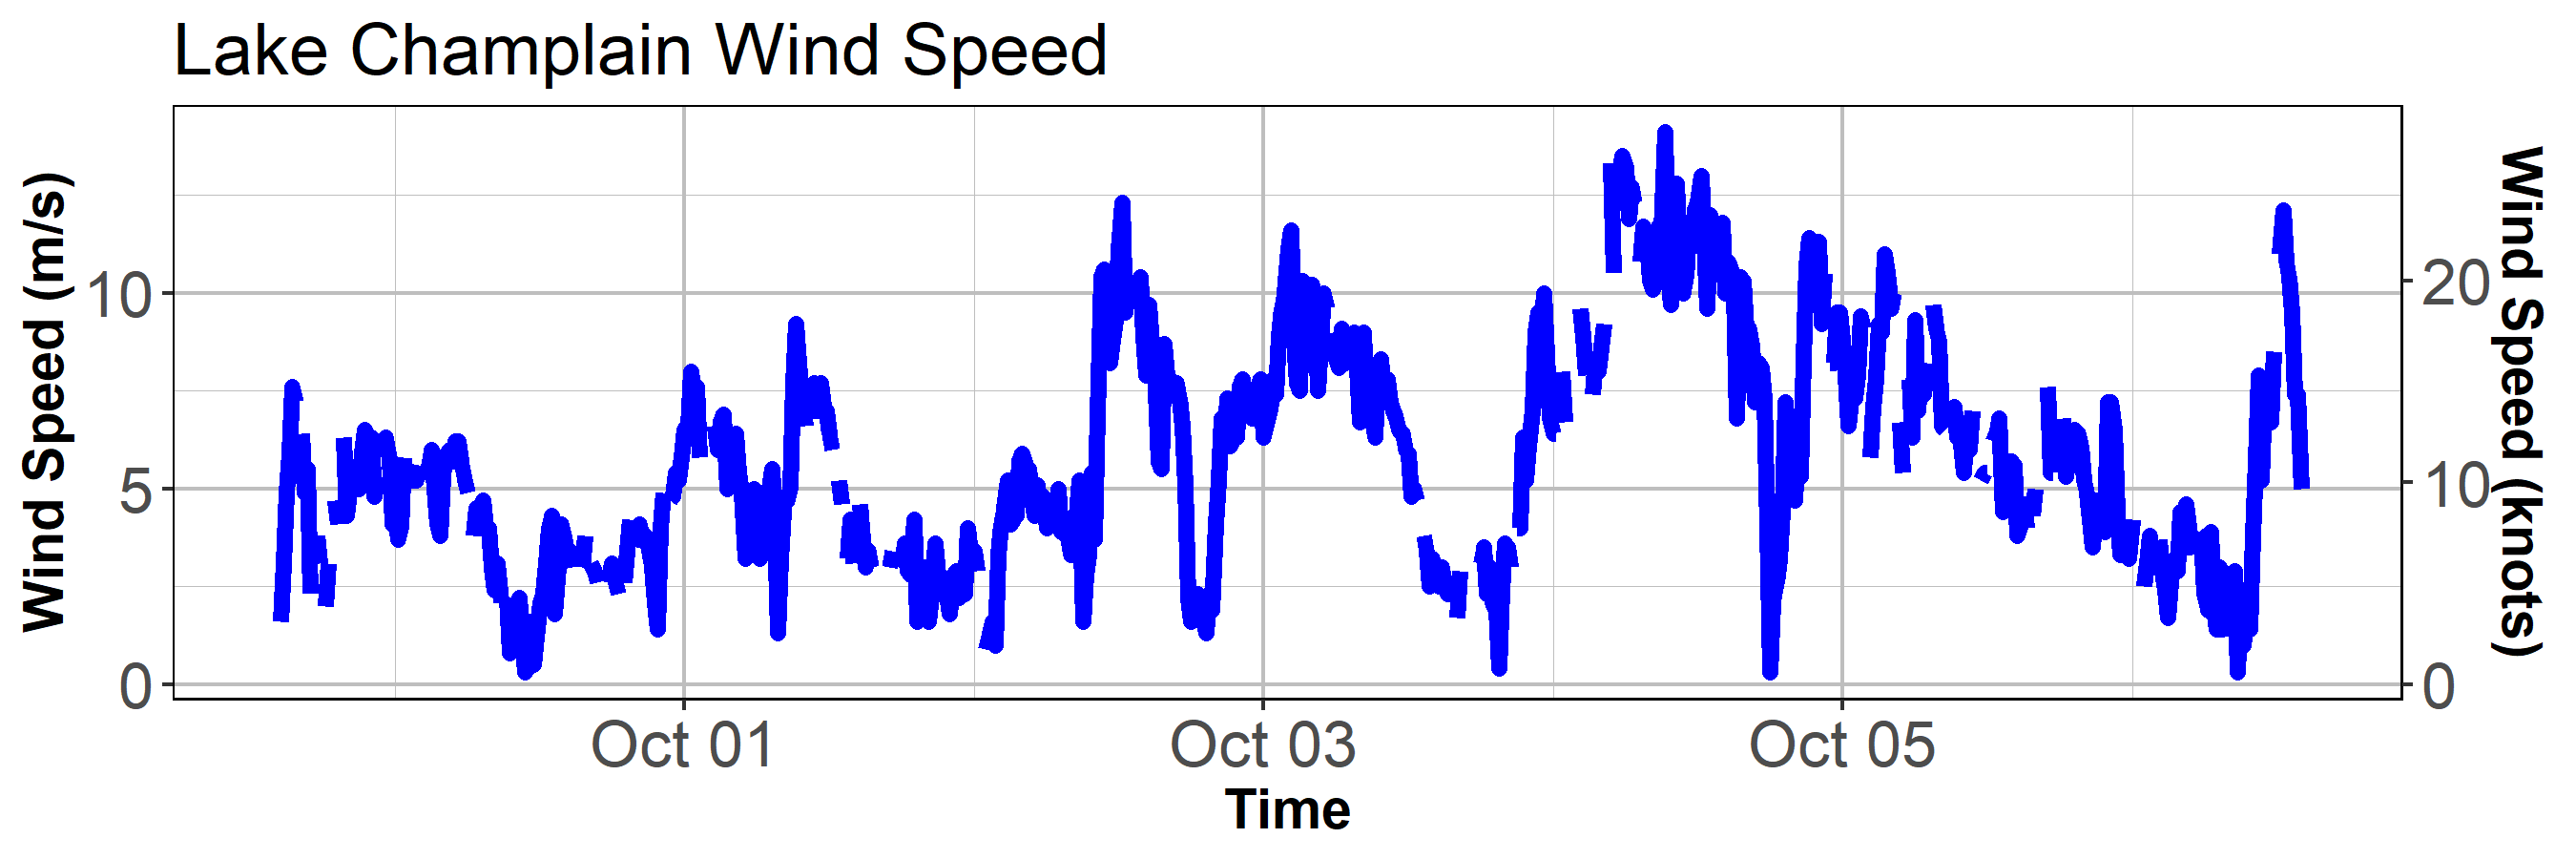 Lake Champlain Wind Speed
Wind Speed (m/s)
10
5
0
20
10
0
Wind Speed (knots)
Oct 01
Oct 03
Oct 05
Time